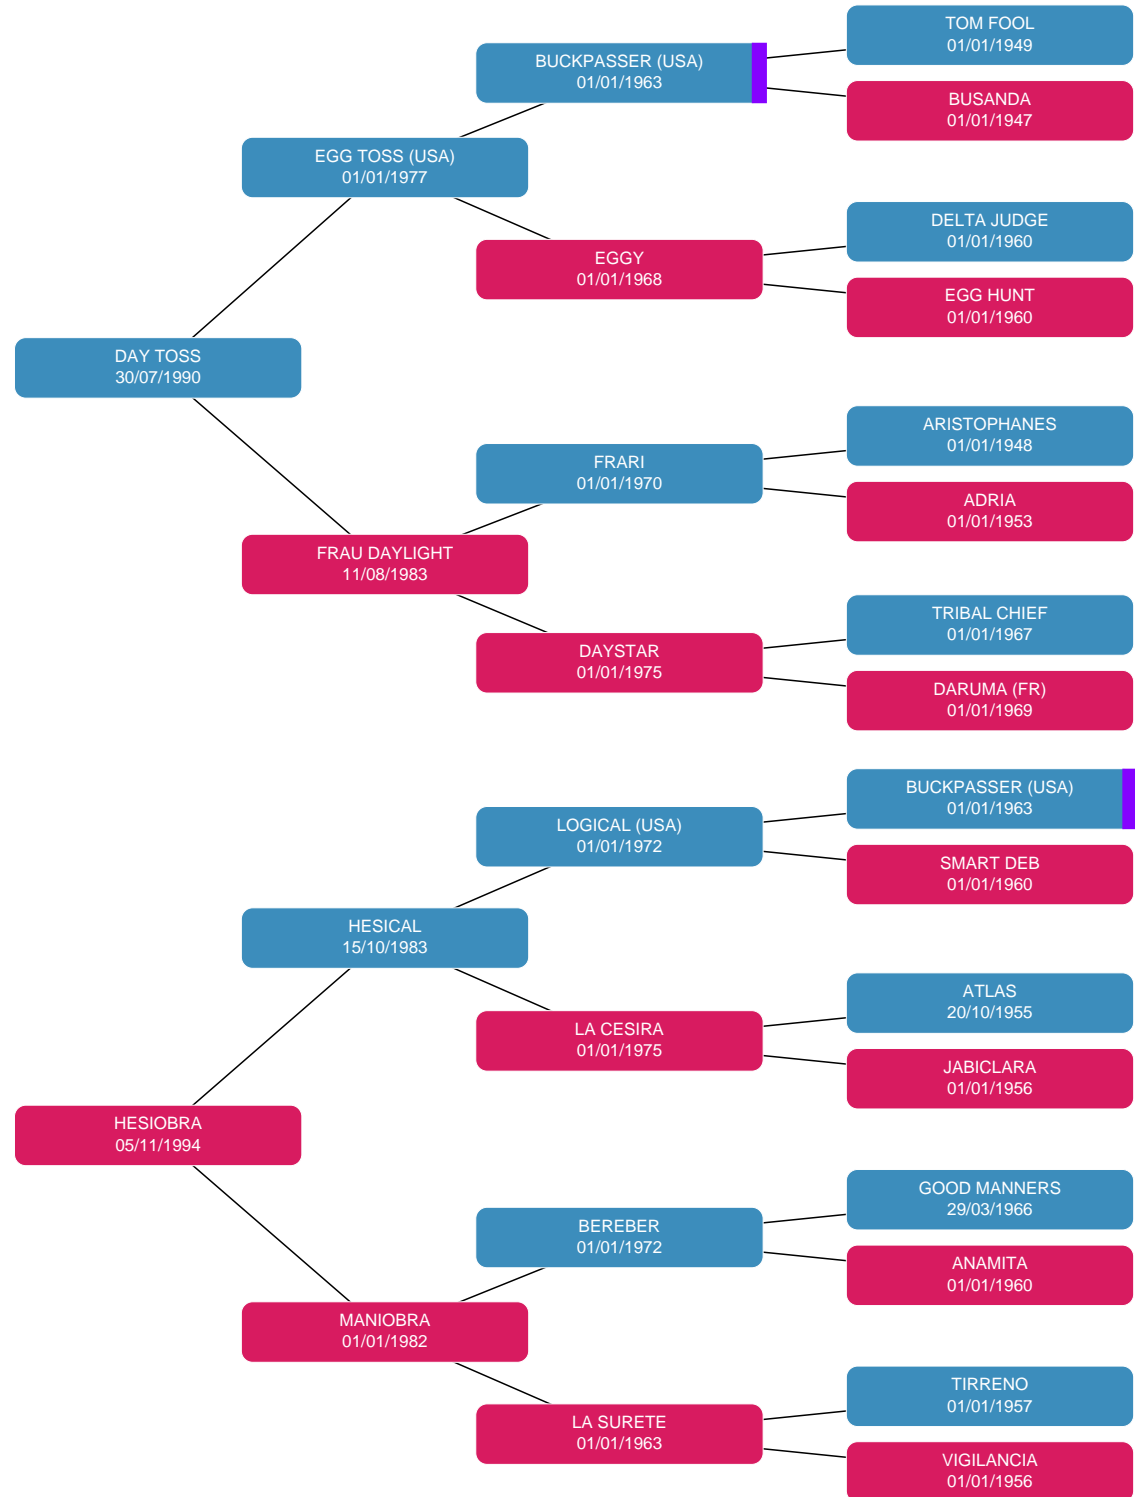 TOM FOOL
01/01/1949
BUCKPASSER (USA)
01/01/1963
BUSANDA
01/01/1947
EGG TOSS (USA)
01/01/1977
DELTA JUDGE
01/01/1960
EGGY
01/01/1968
EGG HUNT
01/01/1960
DAY TOSS
30/07/1990
ARISTOPHANES
01/01/1948
FRARI
01/01/1970
ADRIA
01/01/1953
FRAU DAYLIGHT
11/08/1983
TRIBAL CHIEF
01/01/1967
DAYSTAR
01/01/1975
DARUMA (FR)
01/01/1969
BUCKPASSER (USA)
01/01/1963
LOGICAL (USA)
01/01/1972
SMART DEB
01/01/1960
HESICAL
15/10/1983
ATLAS
20/10/1955
LA CESIRA
01/01/1975
JABICLARA
01/01/1956
HESIOBRA
05/11/1994
GOOD MANNERS
29/03/1966
BEREBER
01/01/1972
ANAMITA
01/01/1960
MANIOBRA
01/01/1982
TIRRENO
01/01/1957
LA SURETE
01/01/1963
VIGILANCIA
01/01/1956